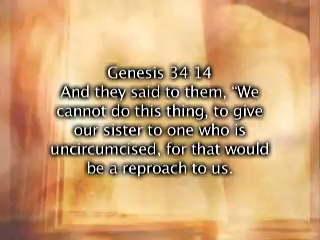 Genesis 34:14
And they said to them, “We
cannot do this thing, to give
our sister to one who is
uncircumcised, for that would
be a reproach to us.